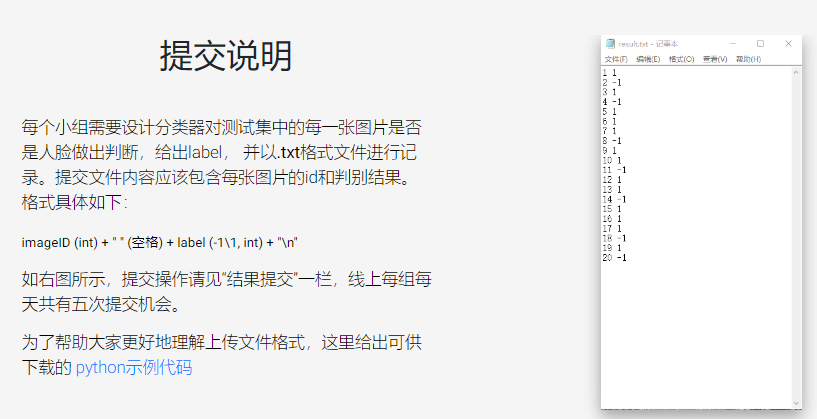 提交说明
每个小组需要设计分类器对测试集中的每一张图片是否
是人脸做出判断，给出label， 并以.txt格式文件进行记
录。提交文件内容应该包含每张图片的id和判别结果。
格式具体如下：
imageID (int) + " " (空格) + label (-1\1, int) + "\n"
如右图所示，提交操作请见“结果提交”一栏，线上每组每
天共有五次提交机会。
为了帮助大家更好地理解上传文件格式，这里给出可供
下载的 python示例代码
result.txt - 记事本
文件(F) 编辑(E) 格式(O) 查看(V) 帮助(H)
1 1
2 -1
3 1
4 -1
5 1
6 1
7 1
8 -1
9 1
10 1
11 -1
12 1
13 1
14 -1
15 1
16 1
17 1
18 -1
19 1
20 -1